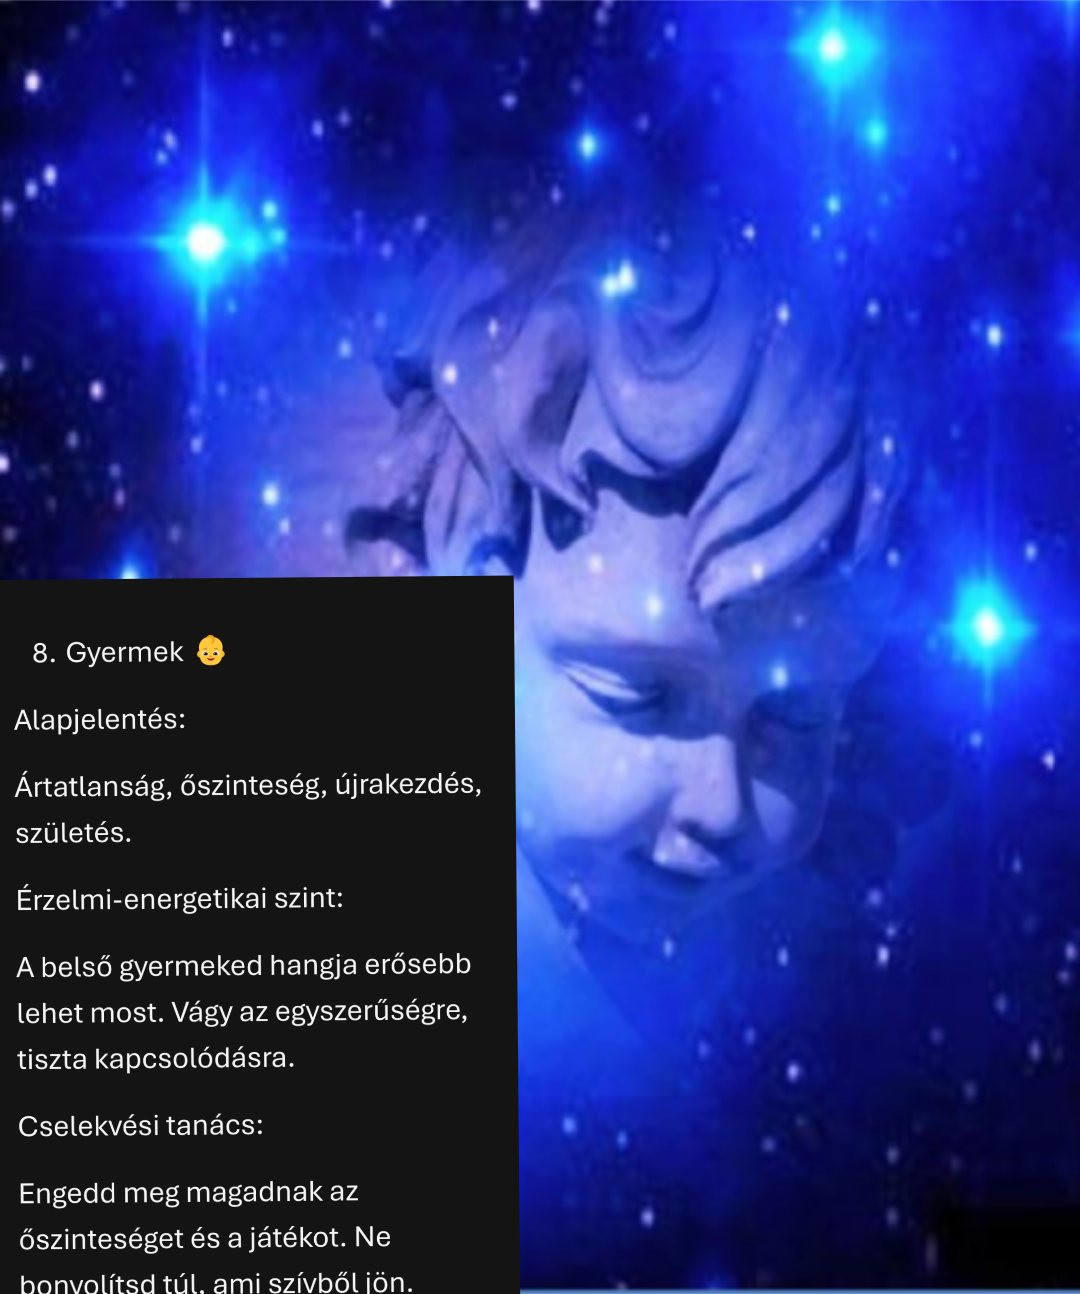 8. Gyermek 👶
Alapjelentés:
Ártatlanság, őszinteség, újrakezdés,
születés.
Érzelmi-energetikai szint:
A belső gyermeked hangja erősebb
lehet most. Vágy az egyszerűségre,
tiszta kapcsolódásra.
Cselekvési tanács:
Engedd meg magadnak az
őszinteséget és a játékot. Ne
bonyolítsd túl, ami szívből jön.